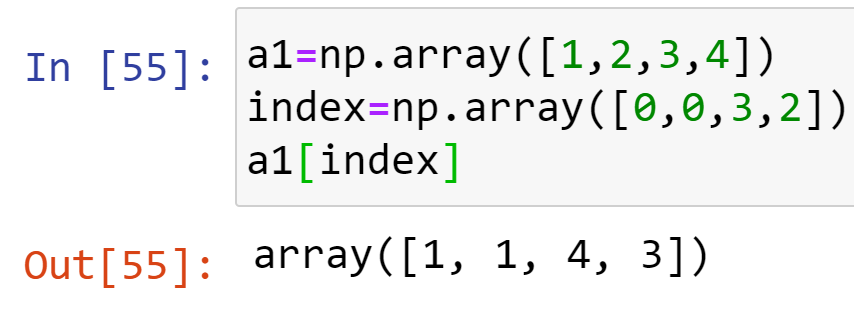 In [55]: a1=np.array([1,2,3,4])
index=np.array([0,0,3,2])
a1[index]
Out[55]: array([1, 1, 4, 3])